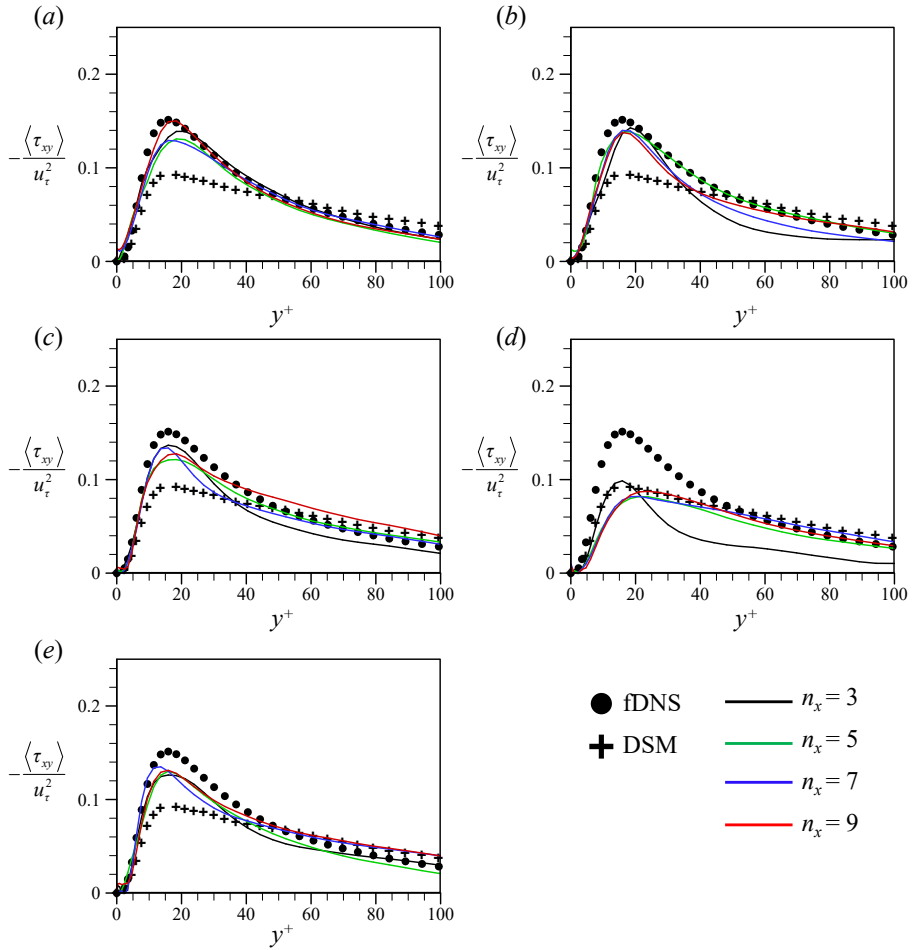 (a) (b)
0.2 0.2
−⟨τxy⟩/uτ² 0.1 −⟨τxy⟩/uτ² 0.1
0 0
0 20 40 60 80 100 0 20 40 60 80 100
y+ y+
(c) (d)
0.2 0.2
−⟨τxy⟩/uτ² 0.1 −⟨τxy⟩/uτ² 0.1
0 0
0 20 40 60 80 100 0 20 40 60 80 100
y+ y+
(e)
0.2
−⟨τxy⟩/uτ² 0.1
0
0 20 40 60 80 100
y+
fDNS
DSM
nx = 3
nx = 5
nx = 7
nx = 9